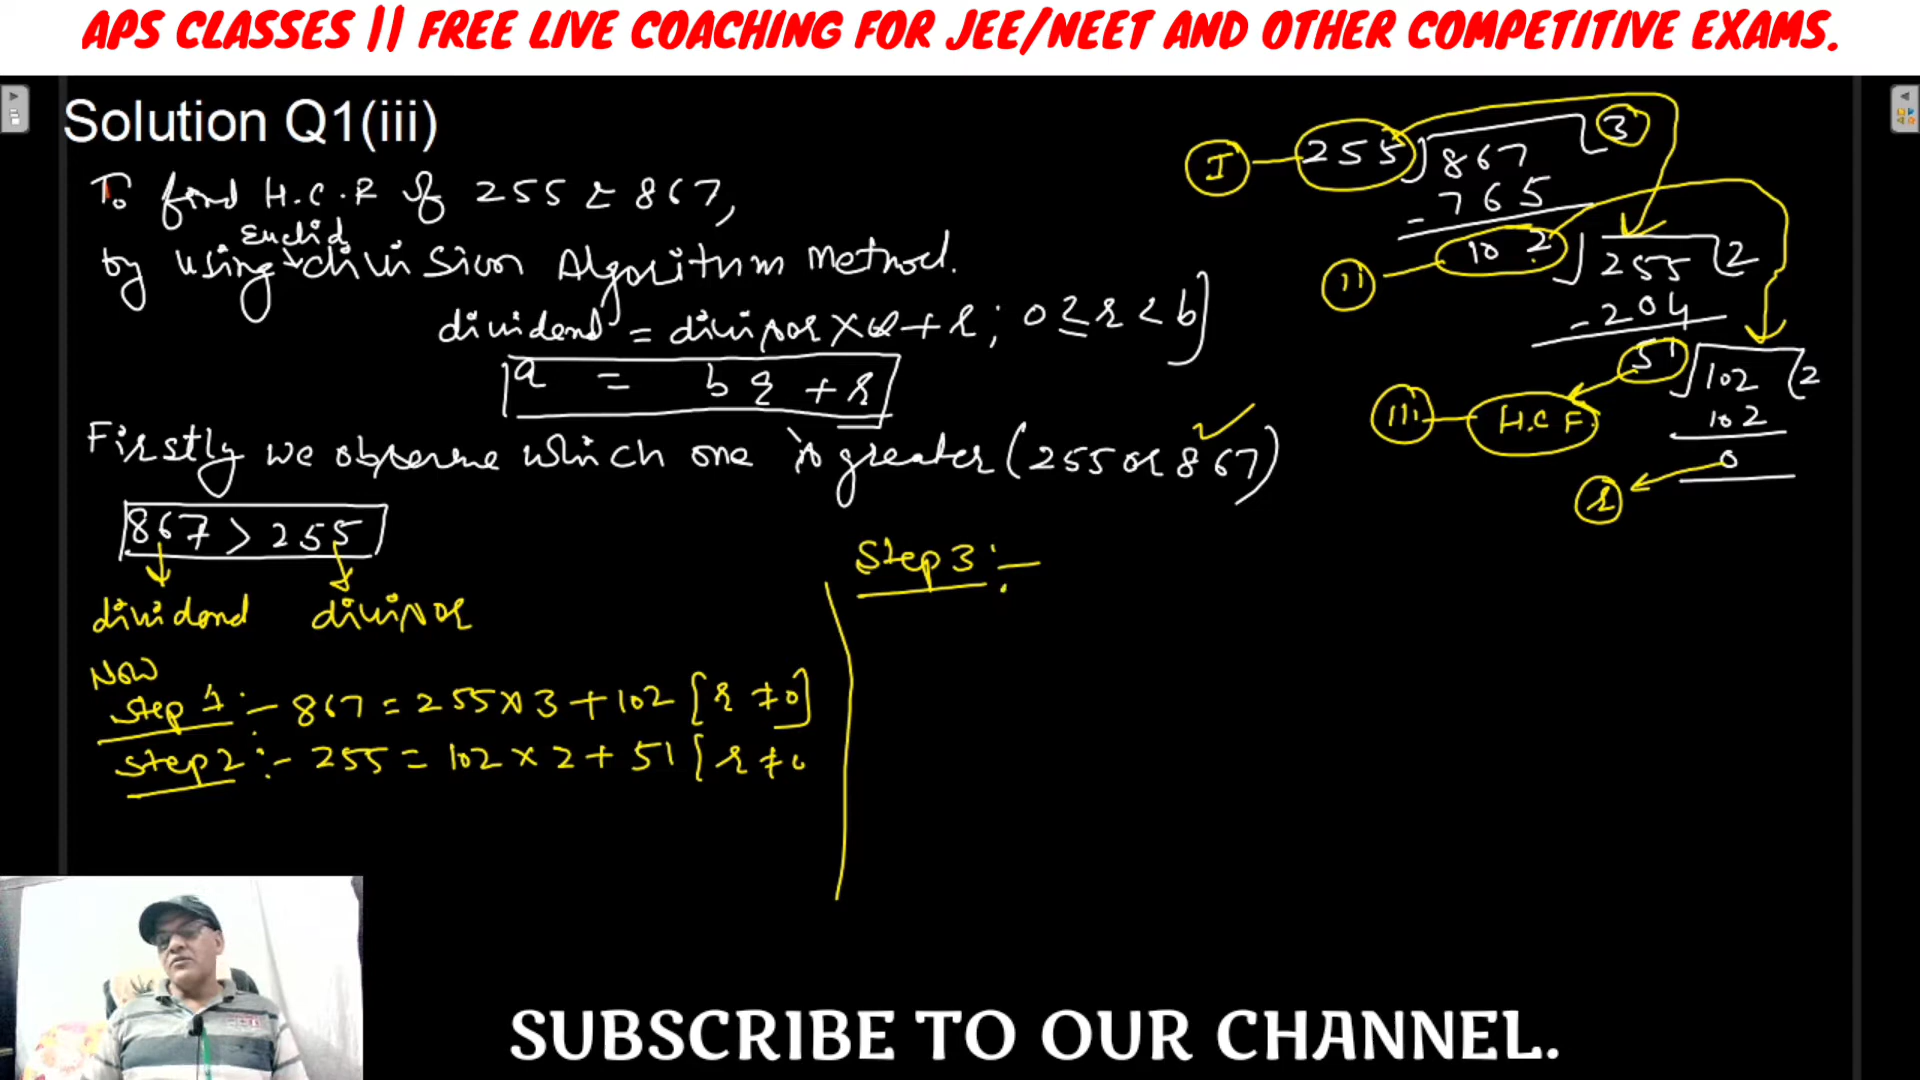 APS CLASSES || FREE LIVE COACHING FOR JEE/NEET AND OTHER COMPETITIVE EXAMS.
Solution Q1(iii)
To find H.C.F of 255 & 867,
by using Euclid division Algorithm Method.
dividend = divisor × Q + r ; 0 ≥ r < b]
a = bq + r
Firstly we observe which one is greater (255 or 867)
867 > 255
dividend divisor
Now
Step 1 :- 867 = 255 × 3 + 102 [r ≠ 0]
Step 2 :- 255 = 102 × 2 + 51 [r ≠ 0
Step 3 :-
I 255 ) 867 ( 3
- 765
II 102 ) 255 ( 2
- 204
51 ) 102 ( 2
III H.C.F. 102
0
r
SUBSCRIBE TO OUR CHANNEL.